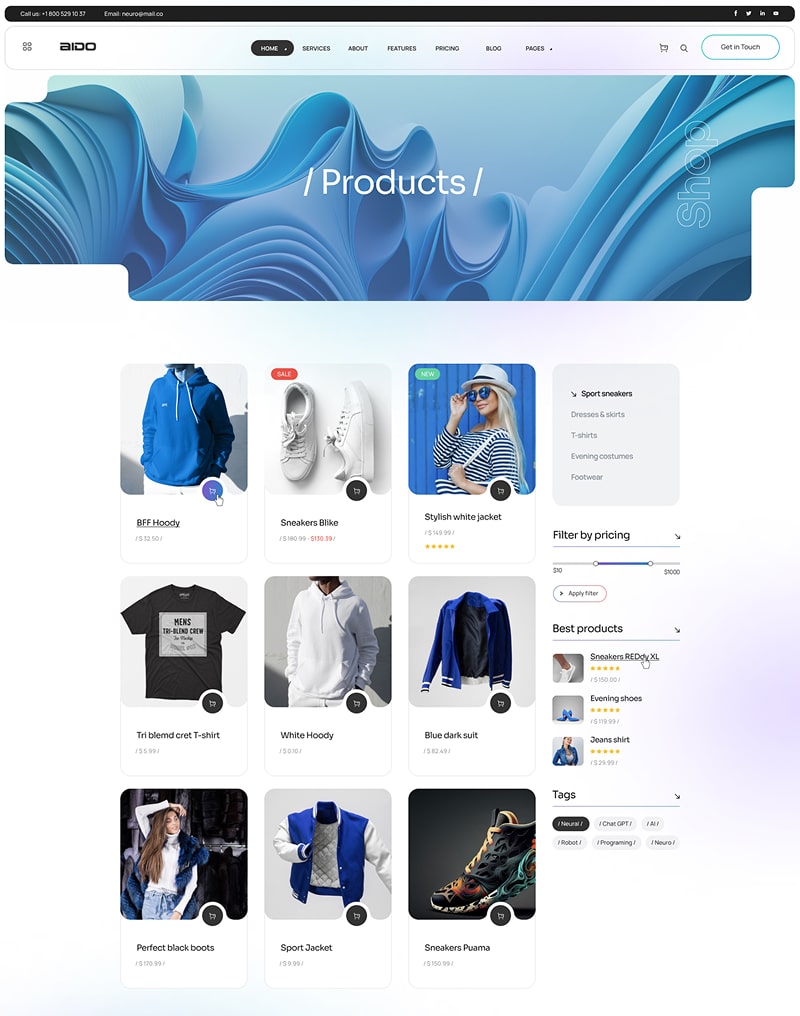 Call us: +1 800 529 10 37
Email: neuro@mail.co
AIDO
HOME
SERVICES
ABOUT
FEATURES
PRICING
BLOG
PAGES
Get in Touch
/ Products /
Shop
BFF Hoody
/ $ 32.50 /
SALE
Sneakers Blike
/ $ 180.99 - $130.39 /
NEW
Stylish white jacket
/ $ 149.99 /
Sport sneakers
Dresses & skirts
T-shirts
Evening costumes
Footwear
Filter by pricing
$10
$1000
Apply filter
MENS
TRI-BLEND CREW
Tri blemd cret T-shirt
/ $ 5.99 /
White Hoody
/ $ 0.10 /
Blue dark suit
/ $ 82.49 /
Best products
Sneakers REDdy XL
/ $ 150.00 /
Evening shoes
/ $ 119.99 /
Jeans shirt
/ $ 29.99 /
Tags
/ Neural /
/ Chat GPT /
/ AI /
/ Robot /
/ Programing /
/ Neuro /
Perfect black boots
/ $ 170.99 /
Sport Jacket
/ $ 9.99 /
Sneakers Puama
/ $ 150.99 /